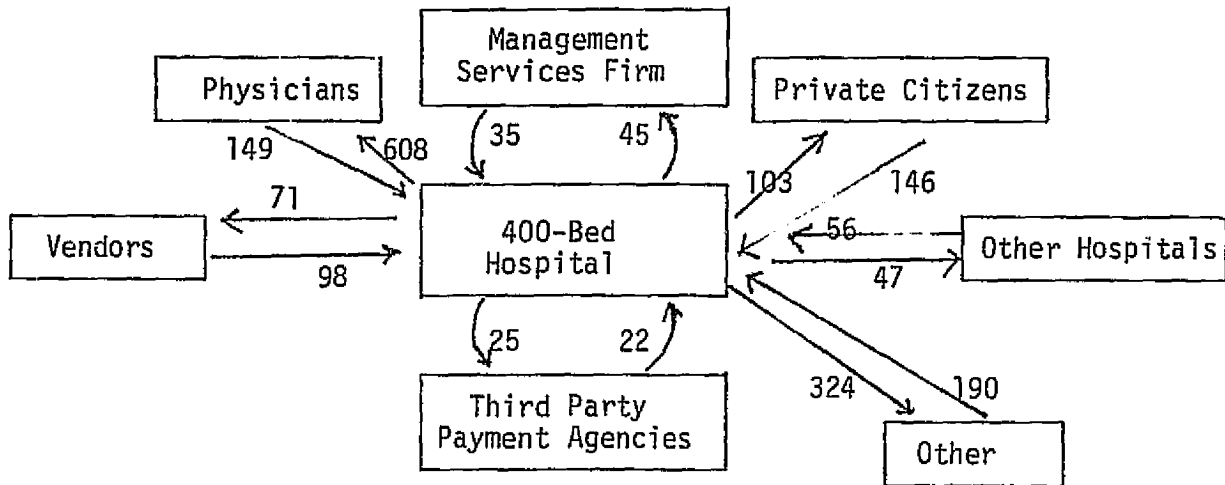 Management
Services Firm
Physicians
Private Citizens
149
608
35
45
103
146
71
56
Vendors
400-Bed
Hospital
Other Hospitals
98
47
25
22
324
190
Third Party
Payment Agencies
Other